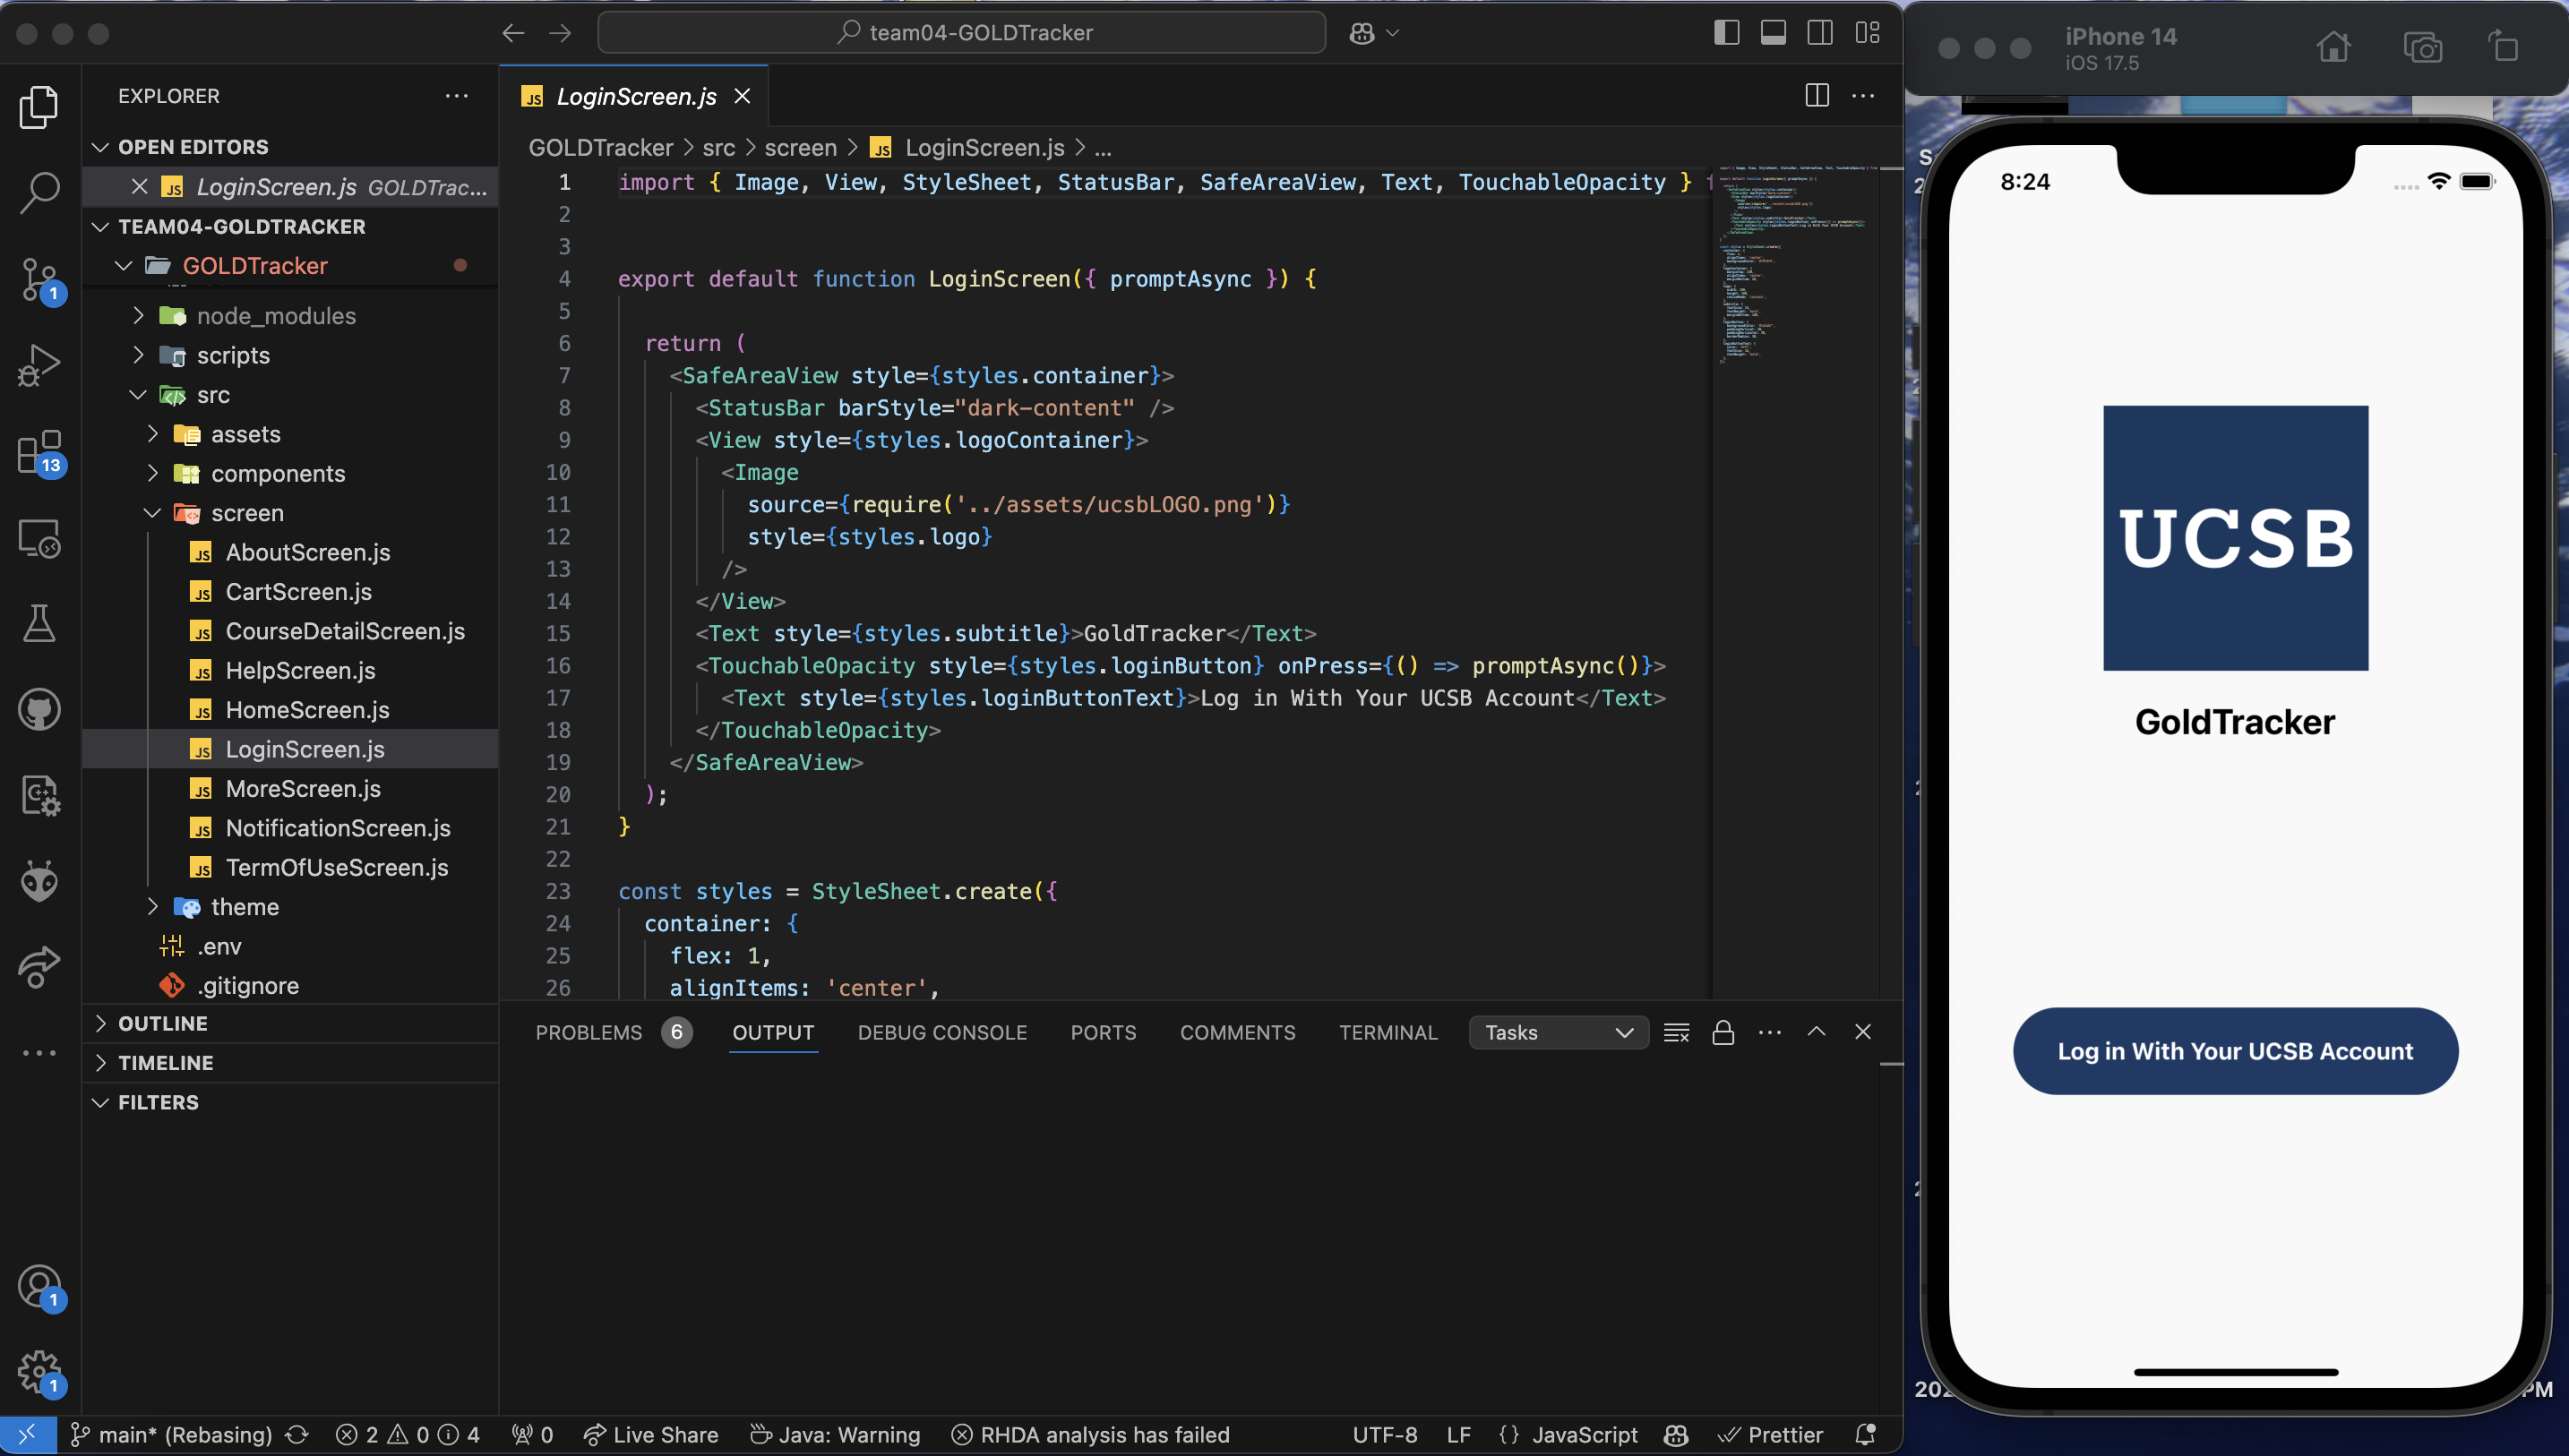 team04-GOLDTracker
EXPLORER
OPEN EDITORS
LoginScreen.js GOLDTrac...
TEAM04-GOLDTRACKER
GOLDTracker
node_modules
scripts
src
assets
components
screen
AboutScreen.js
CartScreen.js
CourseDetailScreen.js
HelpScreen.js
HomeScreen.js
LoginScreen.js
MoreScreen.js
NotificationScreen.js
TermOfUseScreen.js
theme
.env
.gitignore
OUTLINE
TIMELINE
FILTERS
1
13
1
1
LoginScreen.js
GOLDTracker > src > screen > LoginScreen.js > ...
1 import { Image, View, StyleSheet, StatusBar, SafeAreaView, Text, TouchableOpacity }
2
3
4 export default function LoginScreen({ promptAsync }) {
5
6 return (
7 <SafeAreaView style={styles.container}>
8 <StatusBar barStyle="dark-content" />
9 <View style={styles.logoContainer}>
10 <Image
11 source={require('../assets/ucsbLOGO.png')}
12 style={styles.logo}
13 />
14 </View>
15 <Text style={styles.subtitle}>GoldTracker</Text>
16 <TouchableOpacity style={styles.loginButton} onPress={() => promptAsync()}>
17 <Text style={styles.loginButtonText}>Log in With Your UCSB Account</Text>
18 </TouchableOpacity>
19 </SafeAreaView>
20 );
21 }
22
23 const styles = StyleSheet.create({
24 container: {
25 flex: 1,
26 alignItems: 'center',
PROBLEMS 6 OUTPUT DEBUG CONSOLE PORTS COMMENTS TERMINAL Tasks
main* (Rebasing) 2 0 4 0 Live Share Java: Warning RHDA analysis has failed UTF-8 LF {} JavaScript Prettier
iPhone 14
iOS 17.5
8:24
UCSB
GoldTracker
Log in With Your UCSB Account
PM